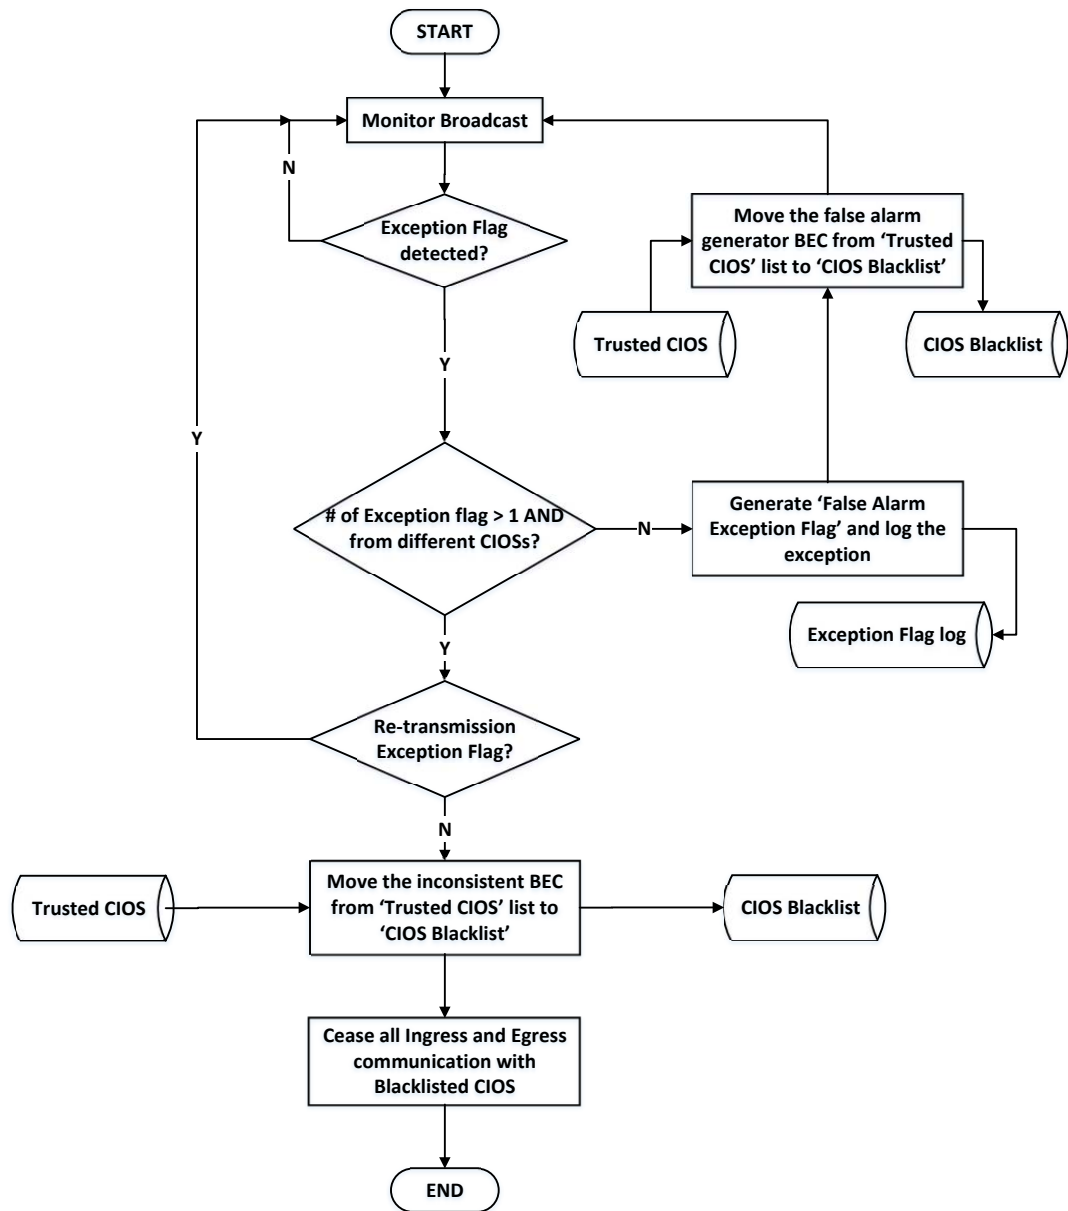 START
Monitor Broadcast
N
Exception Flag
detected?
Move the false alarm
generator BEC from ‘Trusted
CIOS’ list to ‘CIOS Blacklist’
Trusted CIOS
CIOS Blacklist
Y
Y
# of Exception flag > 1 AND
from different CIOSs?
N
Generate ‘False Alarm
Exception Flag’ and log the
exception
Exception Flag log
Y
Re-transmission
Exception Flag?
N
Trusted CIOS
Move the inconsistent BEC
from ‘Trusted CIOS’ list to
‘CIOS Blacklist’
CIOS Blacklist
Cease all Ingress and Egress
communication with
Blacklisted CIOS
END